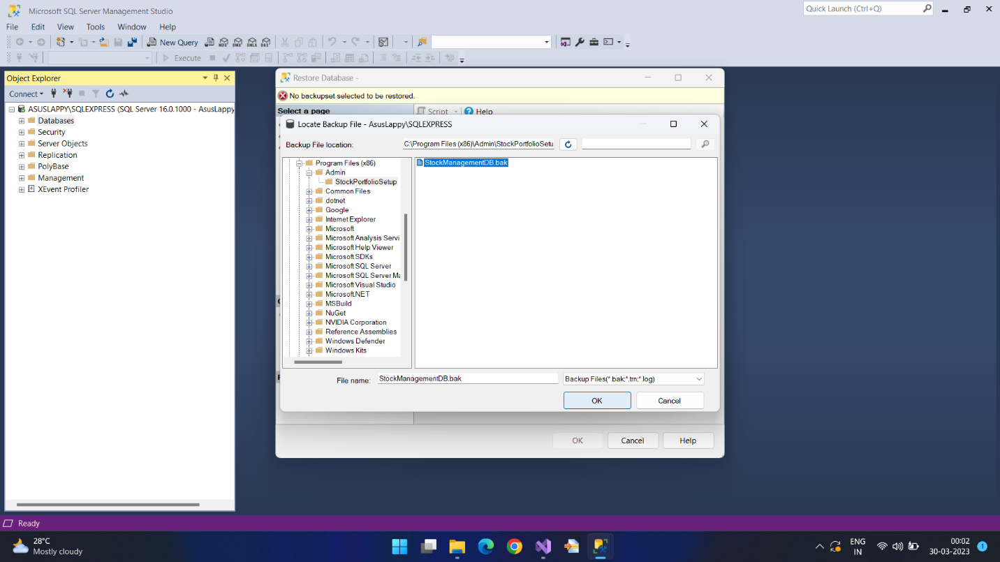 Microsoft SQL Server Management Studio
Quick Launch (Ctrl+Q)
File Edit View Tools Window Help
New Query MDX DMX XMLA DAX
Execute
Object Explorer
Connect
ASUSLAPPY\SQLEXPRESS (SQL Server 16.0.1000 - AsusLappy
Databases
Security
Server Objects
Replication
PolyBase
Management
XEvent Profiler
Restore Database -
No backupset selected to be restored.
Select a page
Script
Help
Locate Backup File - AsusLappy\SQLEXPRESS
Backup File location:
C:\Program Files (x86)\Admin\StockPortfolioSetu
Program Files (x86)
Admin
StockPortfolioSetup
Common Files
dotnet
Google
Internet Explorer
Microsoft
Microsoft Analysis Servi
Microsoft Help Viewer
Microsoft SDKs
Microsoft SQL Server
Microsoft SQL Server Ma
Microsoft Visual Studio
Microsoft.NET
MSBuild
NuGet
NVIDIA Corporation
Reference Assemblies
Windows Defender
Windows Kits
StockManagementDB.bak
File name:
StockManagementDB.bak
Backup Files(*.bak;*.trn;*.log)
OK
Cancel
OK
Cancel
Help
Ready
28°C
Mostly cloudy
ENG
IN
00:02
30-03-2023
1